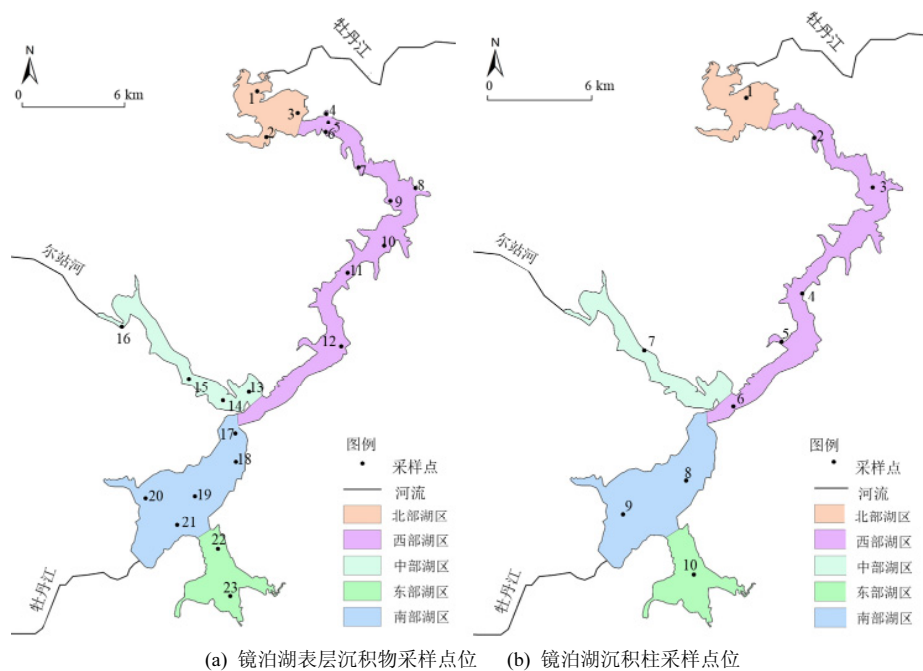 牡丹江
N
(a)
6 km
0
1
3
4
5
2
6
7
8
9
10
11
尔站河
16
12
15
13
14
17
18
20
19
21
22
23
牡丹江
图例
采样点
河流
北部湖区
西部湖区
中部湖区
东部湖区
南部湖区
牡丹江
N
(b)
6 km
0
1
2
3
尔站河
4
5
7
6
8
9
10
牡丹江
图例
采样点
河流
北部湖区
西部湖区
中部湖区
东部湖区
南部湖区
(a) 镜泊湖表层沉积物采样点位 (b) 镜泊湖沉积柱采样点位